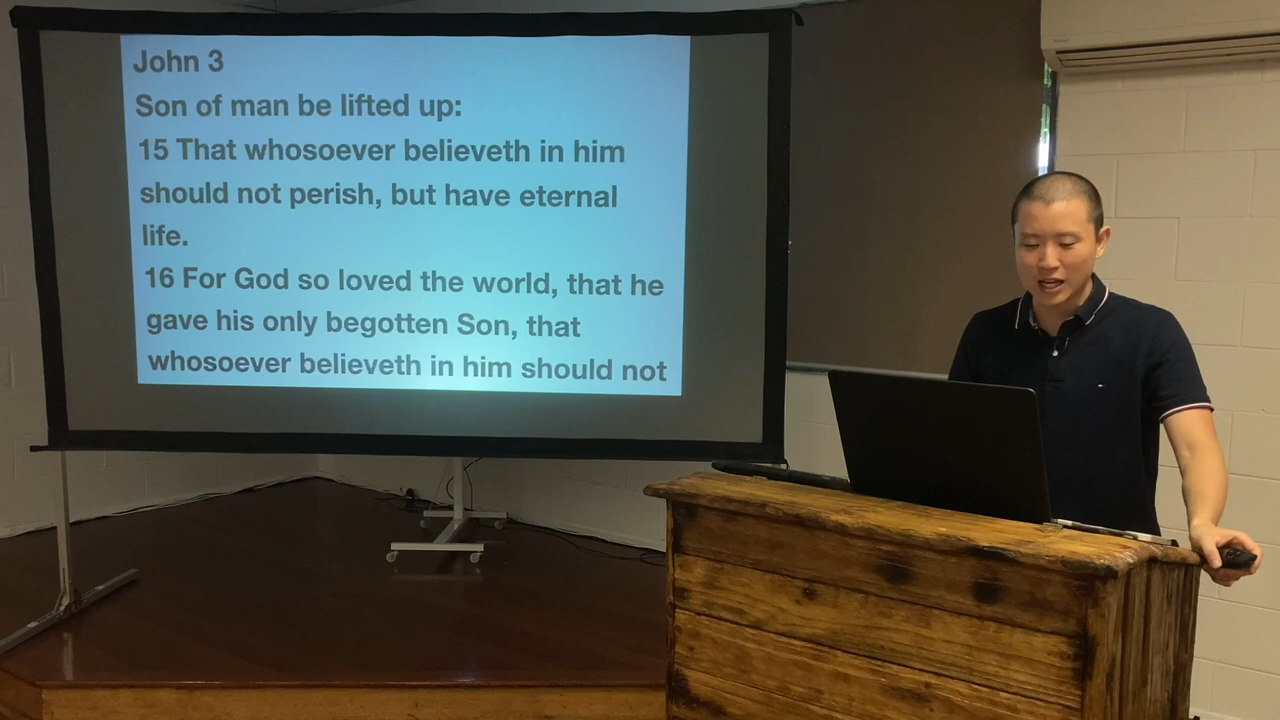 John 3
Son of man be lifted up:
15 That whosoever believeth in him
should not perish, but have eternal
life.
16 For God so loved the world, that he
gave his only begotten Son, that
whosoever believeth in him should not